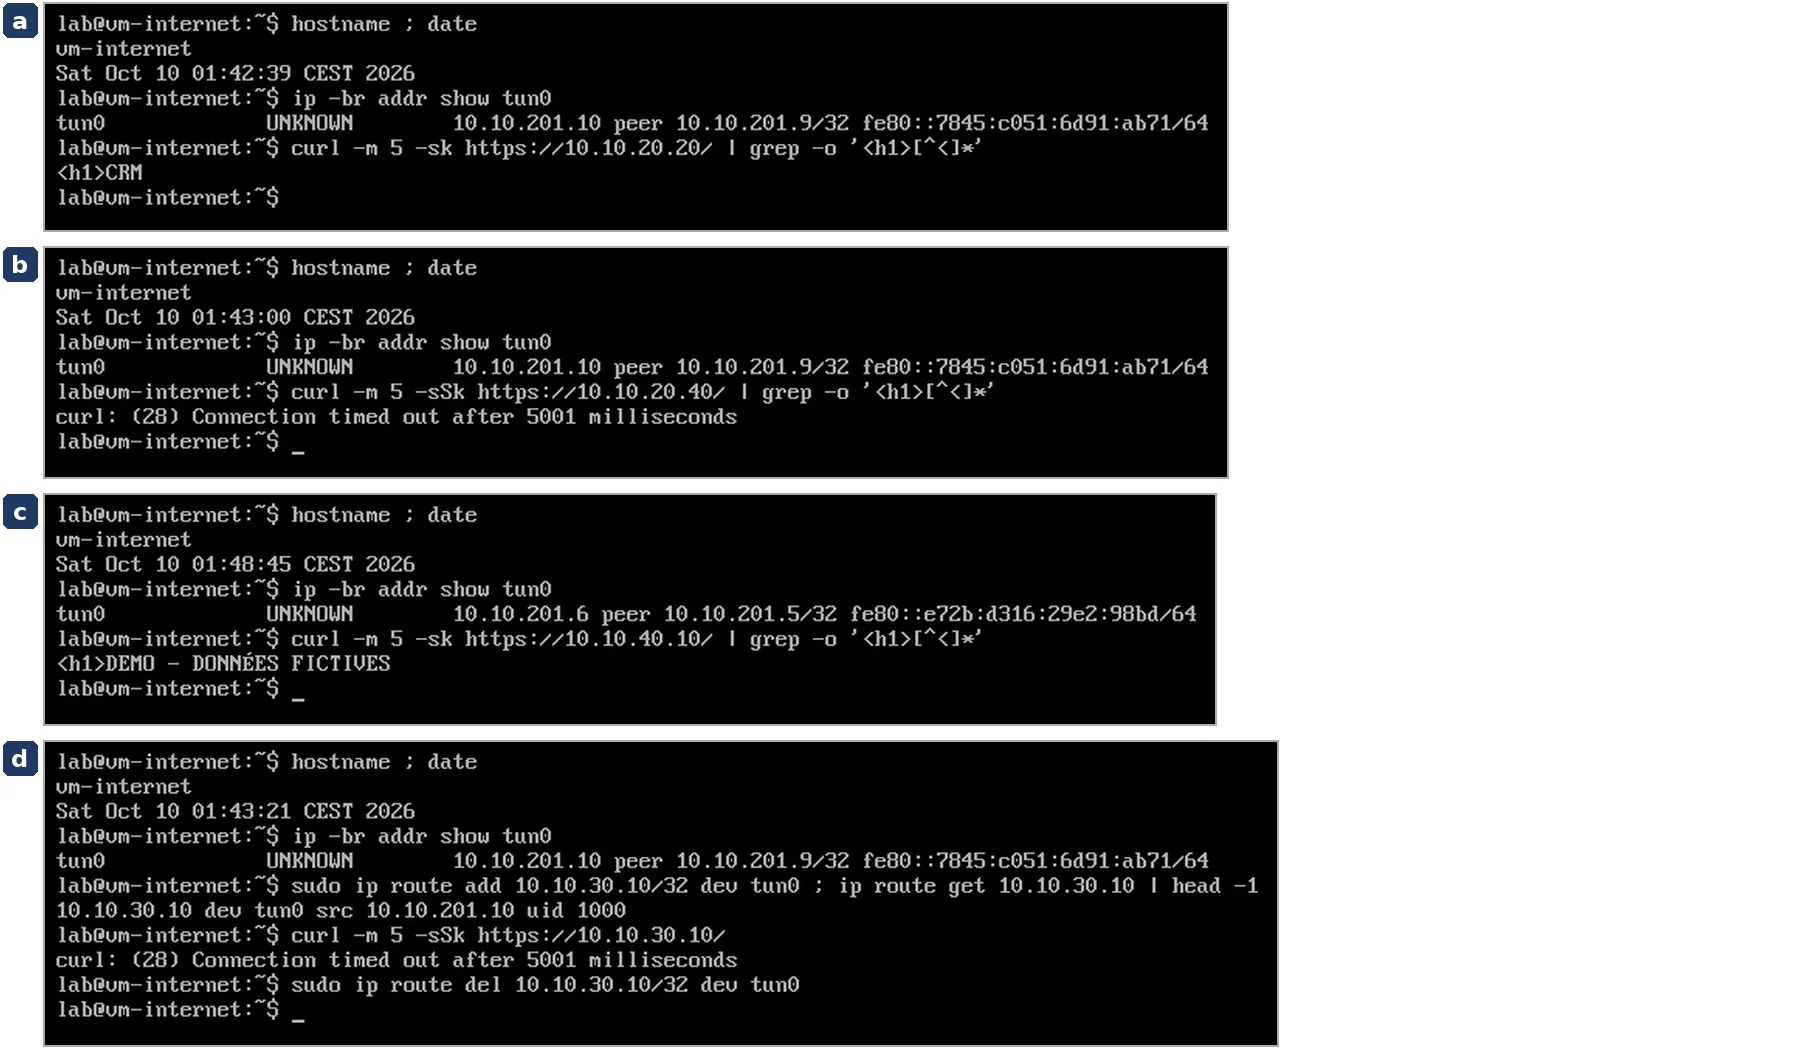 a
lab@vm-internet:~$ hostname ; date
vm-internet
Sat Oct 10 01:42:39 CEST 2026
lab@vm-internet:~$ ip -br addr show tun0
tun0             UNKNOWN        10.10.201.10 peer 10.10.201.9/32 fe80::7845:c051:6d91:ab71/64
lab@vm-internet:~$ curl -m 5 -sk https://10.10.20.20/ | grep -o '<h1>[^<]*'
<h1>CRM
lab@vm-internet:~$
b
lab@vm-internet:~$ hostname ; date
vm-internet
Sat Oct 10 01:43:00 CEST 2026
lab@vm-internet:~$ ip -br addr show tun0
tun0             UNKNOWN        10.10.201.10 peer 10.10.201.9/32 fe80::7845:c051:6d91:ab71/64
lab@vm-internet:~$ curl -m 5 -sSk https://10.10.20.40/ | grep -o '<h1>[^<]*'
curl: (28) Connection timed out after 5001 milliseconds
lab@vm-internet:~$ _
c
lab@vm-internet:~$ hostname ; date
vm-internet
Sat Oct 10 01:48:45 CEST 2026
lab@vm-internet:~$ ip -br addr show tun0
tun0             UNKNOWN        10.10.201.6 peer 10.10.201.5/32 fe80::e72b:d316:29e2:98bd/64
lab@vm-internet:~$ curl -m 5 -sk https://10.10.40.10/ | grep -o '<h1>[^<]*'
<h1>DEMO - DONNÉES FICTIVES
lab@vm-internet:~$ _
d
lab@vm-internet:~$ hostname ; date
vm-internet
Sat Oct 10 01:43:21 CEST 2026
lab@vm-internet:~$ ip -br addr show tun0
tun0             UNKNOWN        10.10.201.10 peer 10.10.201.9/32 fe80::7845:c051:6d91:ab71/64
lab@vm-internet:~$ sudo ip route add 10.10.30.10/32 dev tun0 ; ip route get 10.10.30.10 | head -1
10.10.30.10 dev tun0 src 10.10.201.10 uid 1000
lab@vm-internet:~$ curl -m 5 -sSk https://10.10.30.10/
curl: (28) Connection timed out after 5001 milliseconds
lab@vm-internet:~$ sudo ip route del 10.10.30.10/32 dev tun0
lab@vm-internet:~$ _